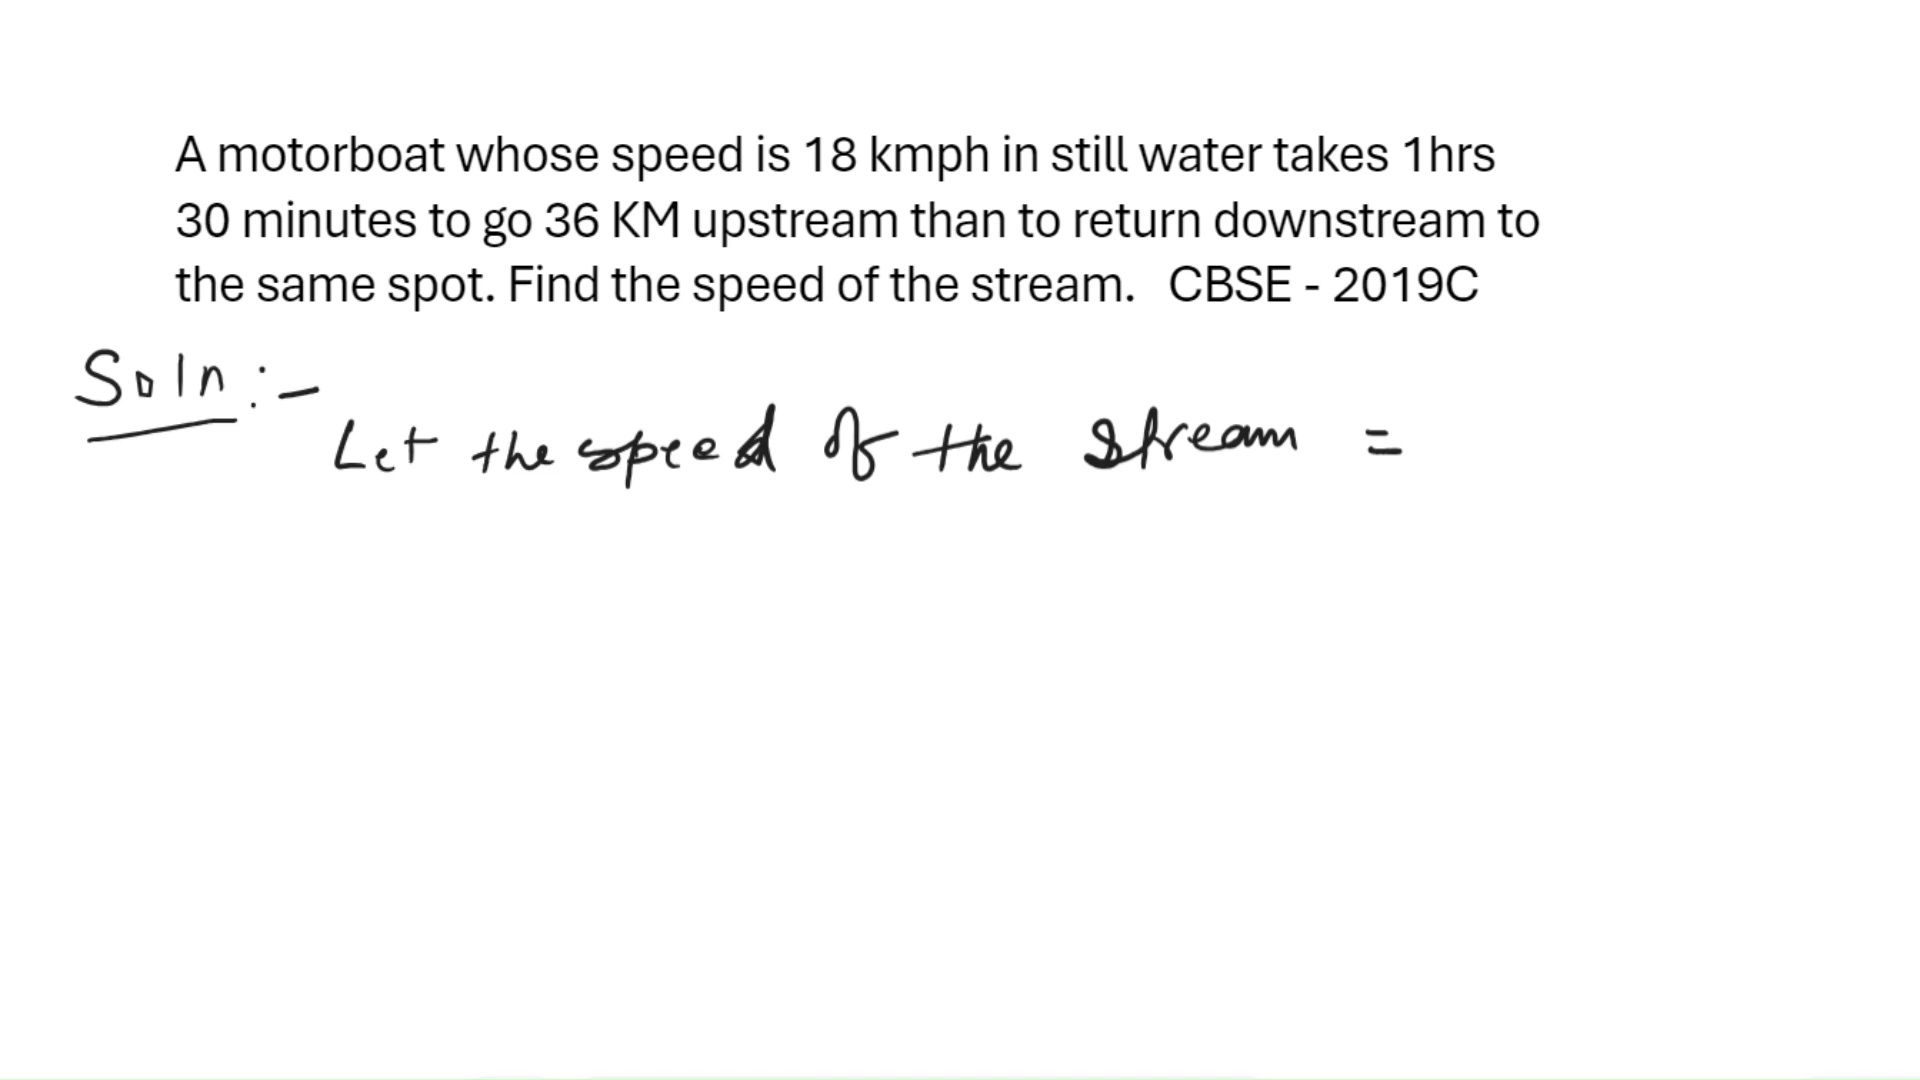 A motorboat whose speed is 18 kmph in still water takes 1hrs
30 minutes to go 36 KM upstream than to return downstream to
the same spot. Find the speed of the stream. CBSE - 2019C
Soln :-
Let the speed of the stream =